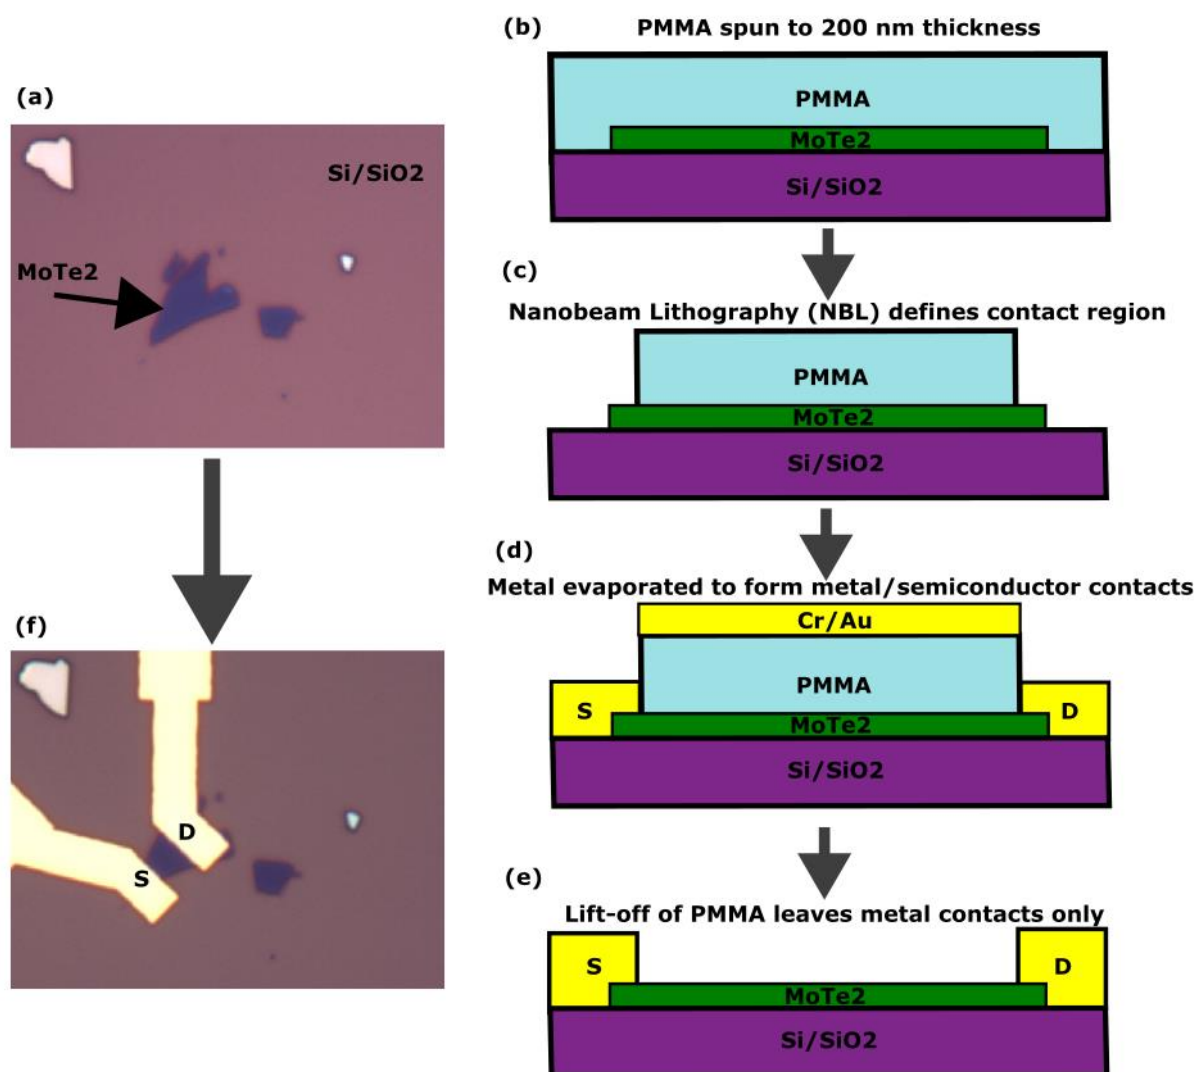 (a)
Si/SiO2
MoTe2
(b)
PMMA spun to 200 nm thickness
PMMA
MoTe2
Si/SiO2
(c)
Nanobeam Lithography (NBL) defines contact region
PMMA
MoTe2
Si/SiO2
(d)
Metal evaporated to form metal/semiconductor contacts
Cr/Au
PMMA
S
D
MoTe2
Si/SiO2
(e)
Lift-off of PMMA leaves metal contacts only
S
D
MoTe2
Si/SiO2
(f)
D
S